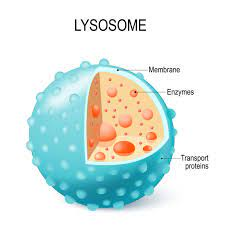 LYSOSOME
Membrane
Enzymes
Transport
proteins